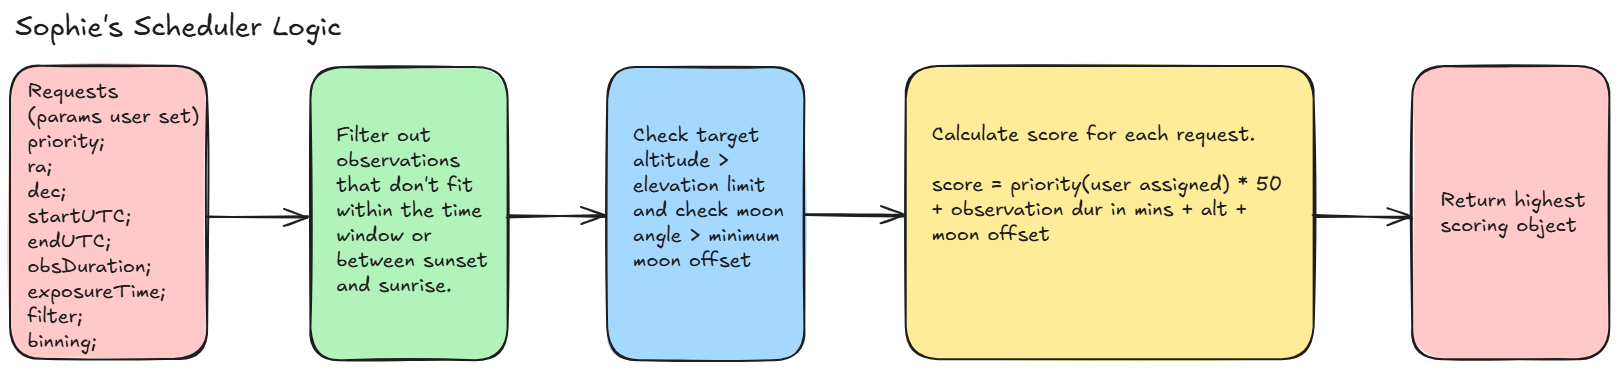 Sophie's Scheduler Logic
Requests
(params user set)
priority;
ra;
dec;
startUTC;
endUTC;
obsDuration;
exposureTime;
filter;
binning;
Filter out
observations
that don't fit
within the time
window or
between sunset
and sunrise.
Check target
altitude >
elevation limit
and check moon
angle > minimum
moon offset
Calculate score for each request.
score = priority(user assigned) * 50
+ observation dur in mins + alt +
moon offset
Return highest
scoring object